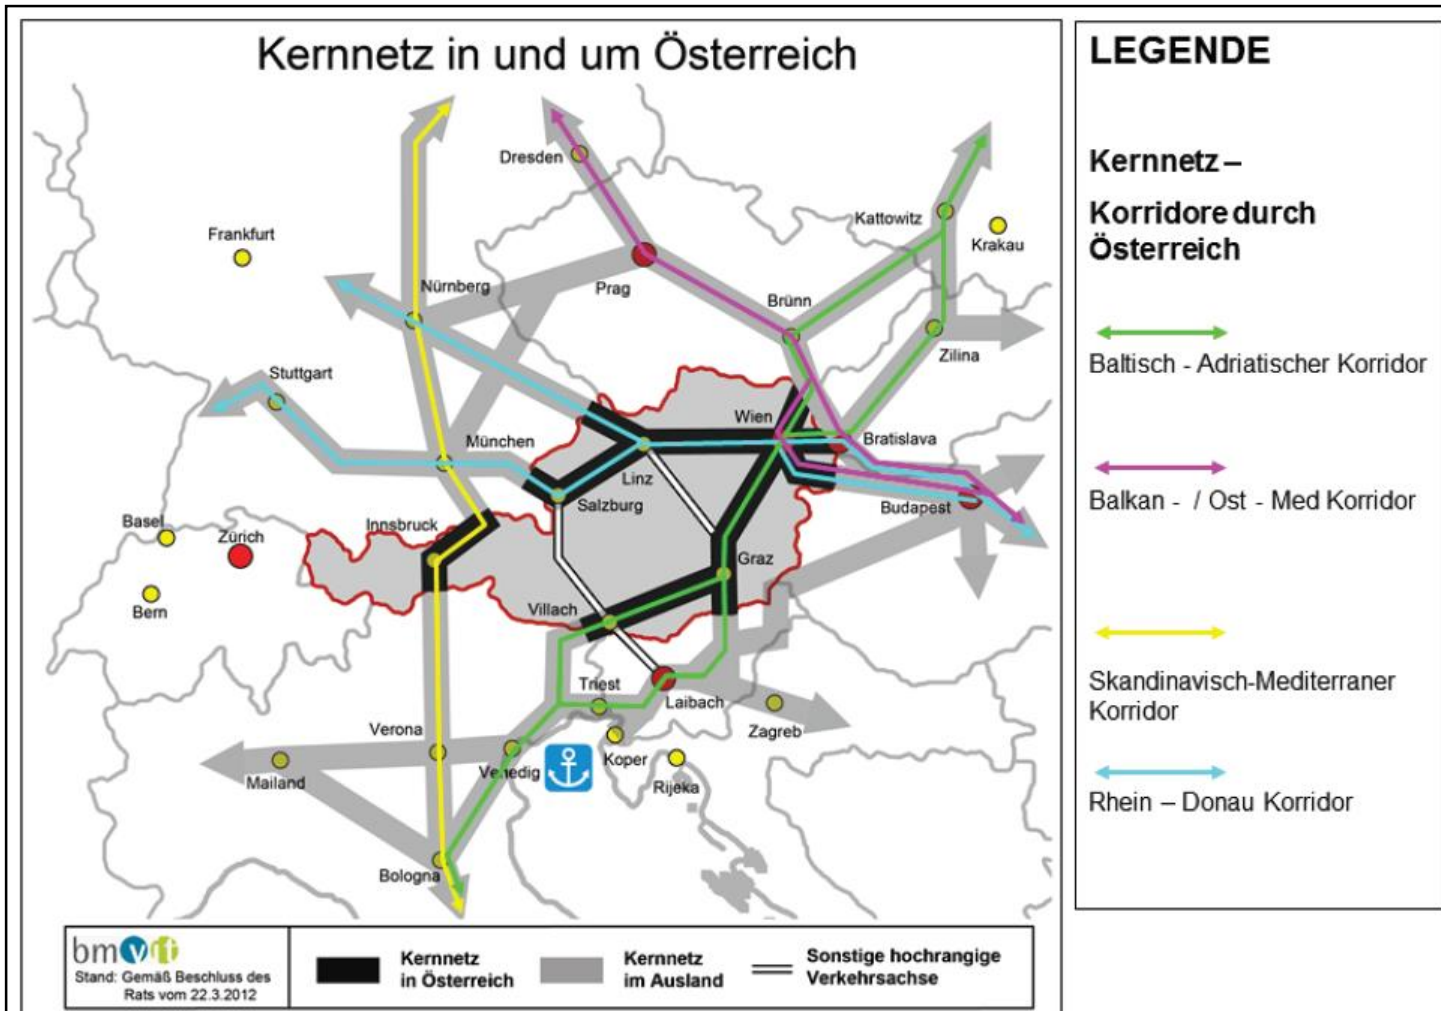 Kernnetz in und um Österreich
Dresden
Kattowitz
Krakau
Frankfurt
Nürnberg
Prag
Brünn
Zilina
Stuttgart
Wien
München
Bratislava
Linz
Salzburg
Budapest
Basel
Zürich
Innsbruck
Graz
Bern
Villach
Triest
Laibach
Verona
Zagreb
Venedig
Koper
Mailand
Rijeka
Bologna
bmvit
Stand: Gemäß Beschluss des
Rats vom 22.3.2012
Kernnetz
in Österreich
Kernnetz
im Ausland
Sonstige hochrangige
Verkehrsachse
LEGENDE
Kernnetz –
Korridore durch
Österreich
Baltisch - Adriatischer Korridor
Balkan - / Ost - Med Korridor
Skandinavisch-Mediterraner
Korridor
Rhein – Donau Korridor